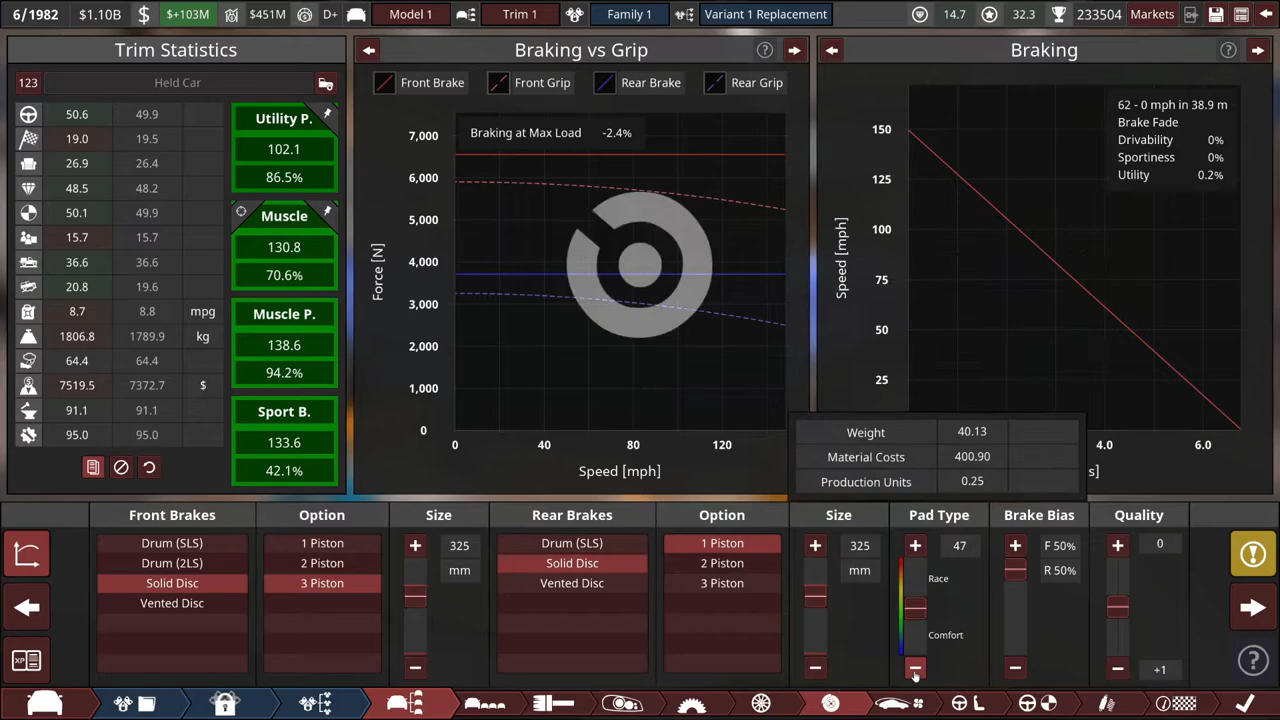 6/1982
$1.10B
$+103M
$451M
D+
Model 1
Trim 1
Family 1
Variant 1 Replacement
14.7
32.3
233504
Markets
Trim Statistics
Braking vs Grip
?
Braking
?
123
Held Car
50.6 49.9
19.0 19.5
26.9 26.4
48.5 48.2
50.1 49.9
15.7 15.7
36.6 36.6
20.8 19.6
8.7 8.8 mpg
1806.8 1789.9 kg
64.4 64.4
7519.5 7372.7 $
91.1 91.1
95.0 95.0
Utility P.
102.1
86.5%
Muscle
130.8
70.6%
Muscle P.
138.6
94.2%
Sport B.
133.6
42.1%
Front Brake
Front Grip
Rear Brake
Rear Grip
Braking at Max Load -2.4%
7,000
6,000
5,000
4,000
3,000
2,000
1,000
0
Force [N]
0 40 80 120
Speed [mph]
62 - 0 mph in 38.9 m
Brake Fade
Drivability 0%
Sportiness 0%
Utility 0.2%
150
125
100
75
50
25
Speed [mph]
4.0 6.0
s]
Weight 40.13
Material Costs 400.90
Production Units 0.25
Front Brakes
Drum (SLS)
Drum (2LS)
Solid Disc
Vented Disc
Option
1 Piston
2 Piston
3 Piston
Size
325
mm
Rear Brakes
Drum (SLS)
Solid Disc
Vented Disc
Option
1 Piston
2 Piston
3 Piston
Size
325
mm
Pad Type
47
Race
Comfort
Brake Bias
F 50%
R 50%
Quality
0
+1
XP
?